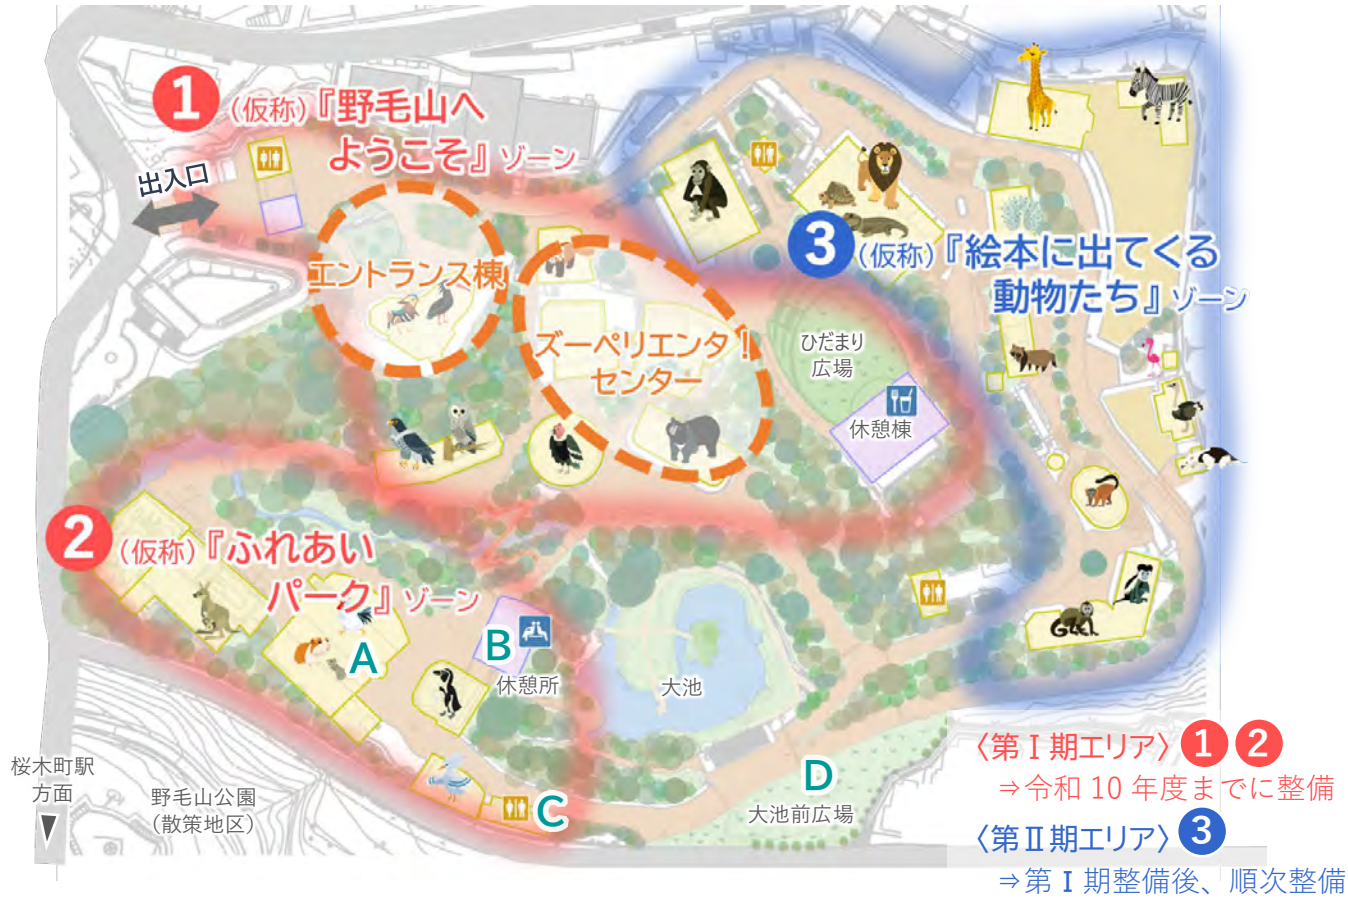 1 (仮称)『野毛山へ
ようこそ』ゾーン
出入口
エントランス棟
ズーペリエンタ!
センター
3 (仮称)『絵本に出てくる
動物たち』ゾーン
ひだまり
広場
休憩棟
2 (仮称)『ふれあい
パーク』ゾーン
A
B
休憩所
大池
C
D
大池前広場
桜木町駅
方面
野毛山公園
(散策地区)
〈第Ⅰ期エリア〉1 2
⇒令和 10 年度までに整備
〈第Ⅱ期エリア〉3
⇒第Ⅰ期整備後、順次整備